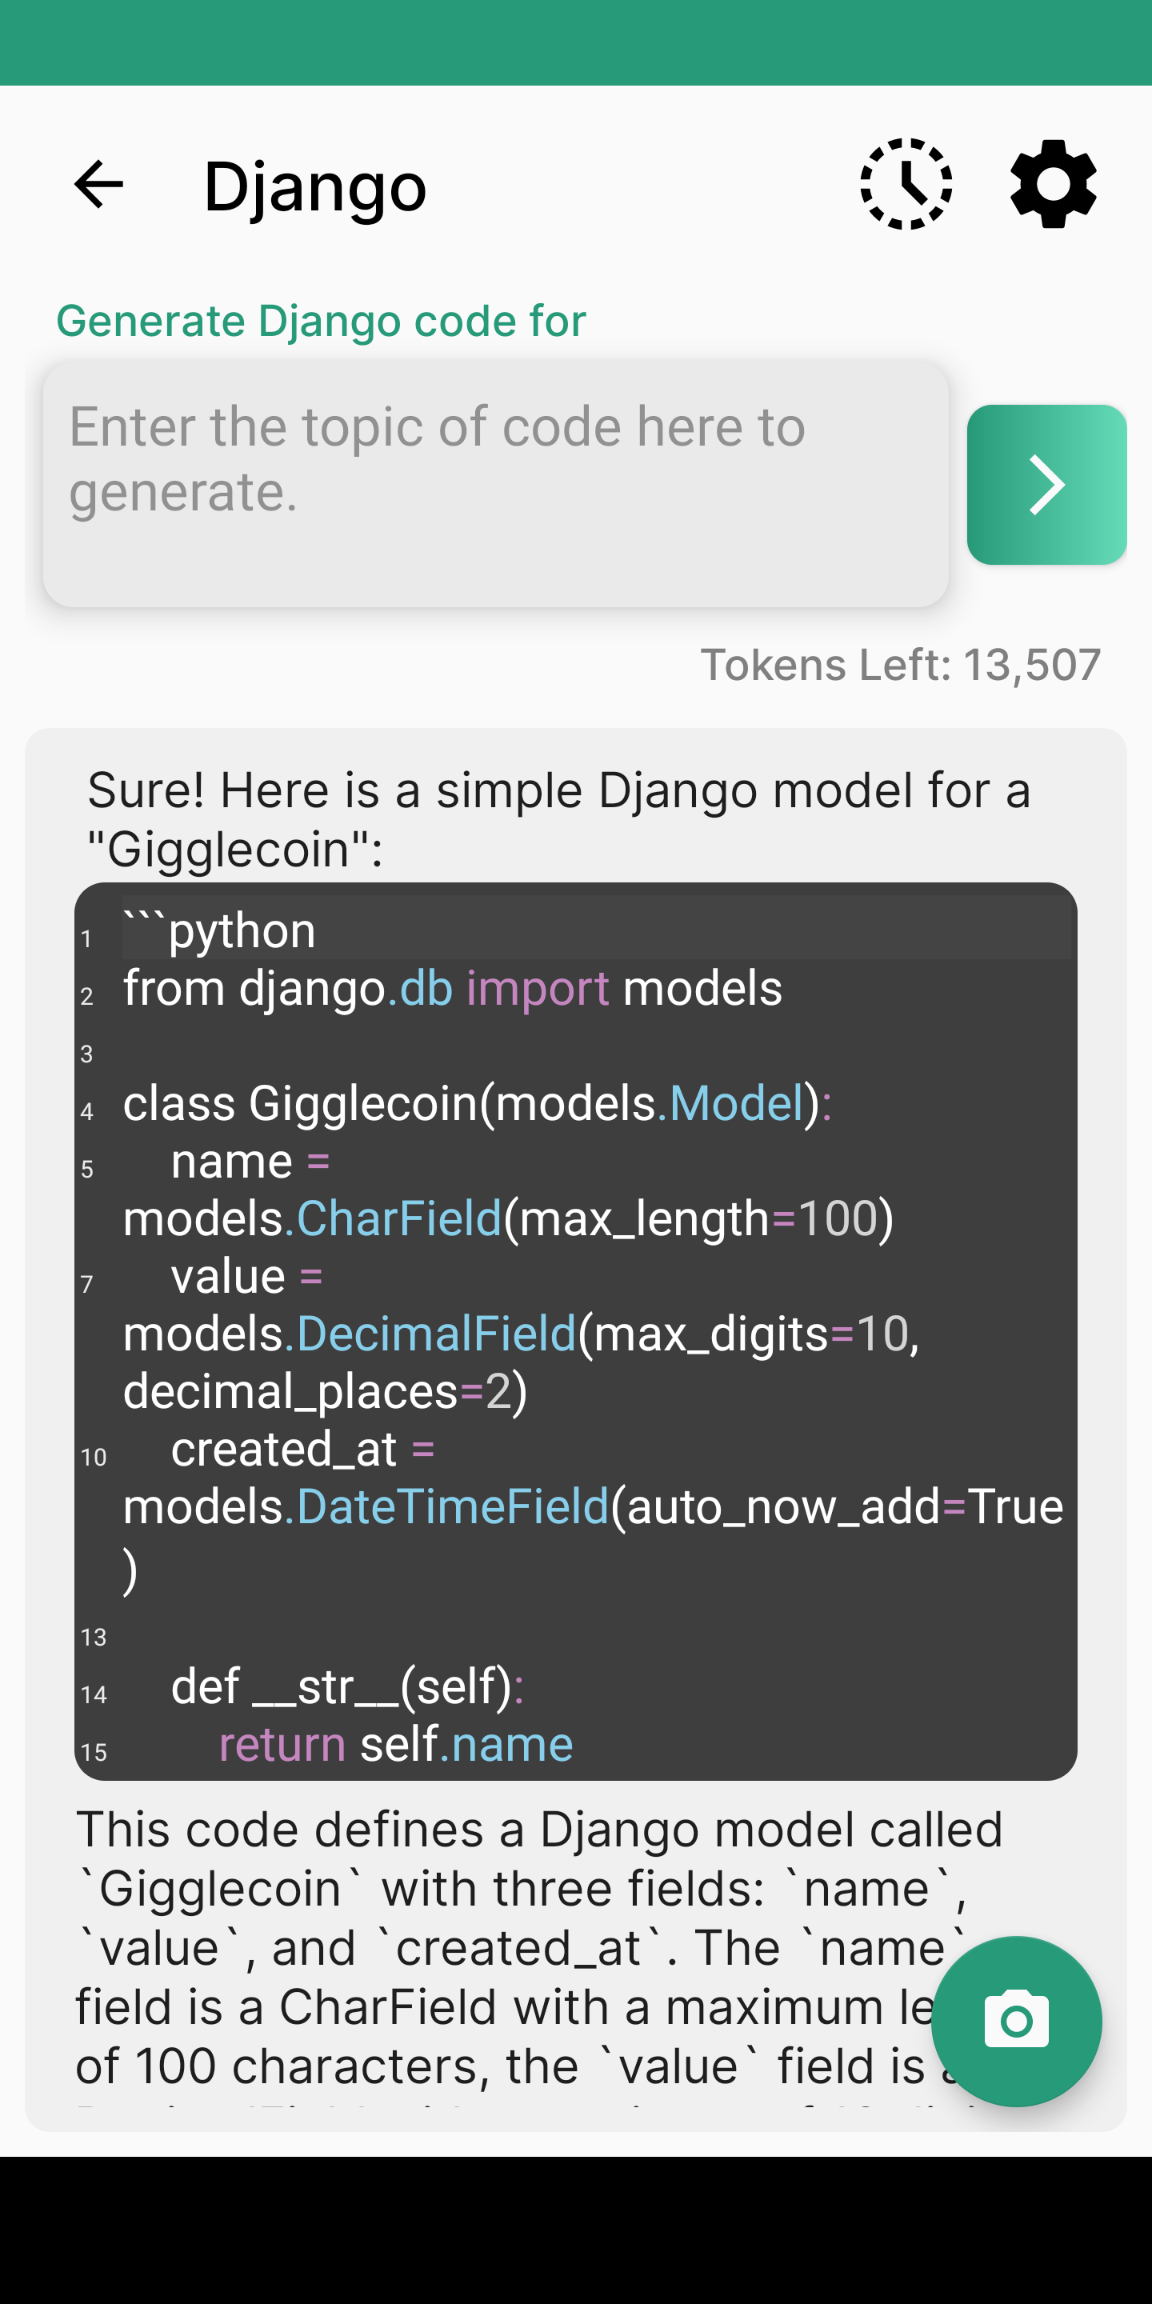 Django
Generate Django code for
Enter the topic of code here to
generate.
Tokens Left: 13,507
Sure! Here is a simple Django model for a
"Gigglecoin":
1 ```python
2 from django.db import models
3
4 class Gigglecoin(models.Model):
5     name =
models.CharField(max_length=100)
7     value =
models.DecimalField(max_digits=10,
decimal_places=2)
10     created_at =
models.DateTimeField(auto_now_add=True
)
13
14     def __str__(self):
15         return self.name
This code defines a Django model called
`Gigglecoin` with three fields: `name`,
`value`, and `created_at`. The `name`
field is a CharField with a maximum
of 100 characters, the `value` field is